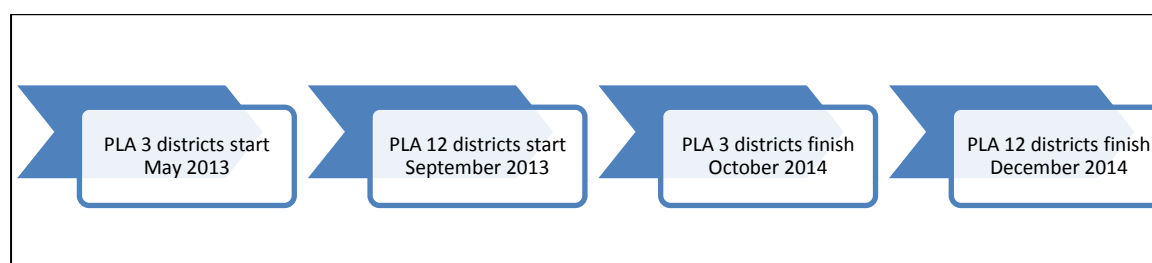 PLA 3 districts start
May 2013
PLA 12 districts start
September 2013
PLA 3 districts finish
October 2014
PLA 12 districts finish
December 2014